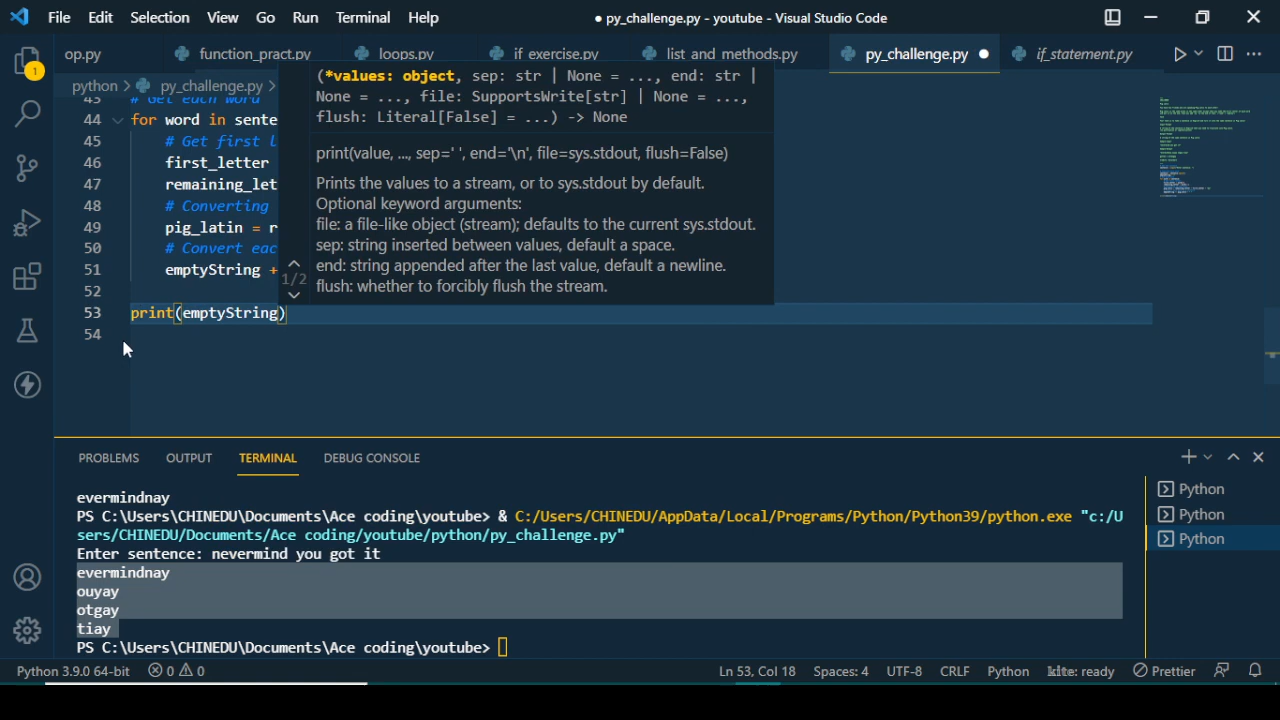 File Edit Selection View Go Run Terminal Help
● py_challenge.py - youtube - Visual Studio Code
op.py function_pract.py loops.py if exercise.py list and methods.py py_challenge.py ● if_statement.py
1
python > py_challenge.py >
(*values: object, sep: str | None = ..., end: str |
None = ..., file: SupportsWrite[str] | None = ...,
flush: Literal[False] = ...) -> None
print(value, ..., sep=' ', end='\n', file=sys.stdout, flush=False)
Prints the values to a stream, or to sys.stdout by default.
Optional keyword arguments:
file: a file-like object (stream); defaults to the current sys.stdout.
sep: string inserted between values, default a space.
end: string appended after the last value, default a newline.
flush: whether to forcibly flush the stream.
1/2
43 # Get each word
44 for word in sente
45 # Get first l
46 first_letter
47 remaining_let
48 # Converting
49 pig_latin = r
50 # Convert eac
51 emptyString +
52
53 print(emptyString)
54
PROBLEMS OUTPUT TERMINAL DEBUG CONSOLE
evermindnay
PS C:\Users\CHINEDU\Documents\Ace coding\youtube> & C:/Users/CHINEDU/AppData/Local/Programs/Python/Python39/python.exe "c:/U
sers/CHINEDU/Documents/Ace coding/youtube/python/py_challenge.py"
Enter sentence: nevermind you got it
evermindnay
ouyay
otgay
tiay
PS C:\Users\CHINEDU\Documents\Ace coding\youtube>
Python
Python
Python
Python 3.9.0 64-bit 0 0 Ln 53, Col 18 Spaces: 4 UTF-8 CRLF Python kite: ready Prettier